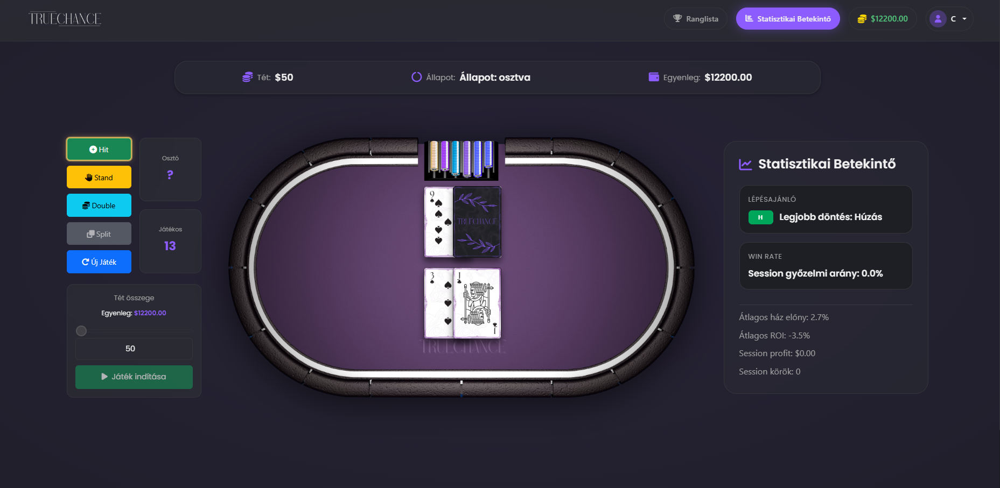 TRUECHANCE
Ranglista
Statisztikai Betekintő
$12200.00
C
Tét: $50
Állapot: Állapot: osztva
Egyenleg: $12200.00
Hit
Stand
Double
Split
Új Játék
Osztó
?
Játékos
13
Tét összege
Egyenleg: $12200.00
50
Játék indítása
9
TRUECHANCE
3
J
J
TRUECHANCE
Statisztikai Betekintő
LÉPÉSAJÁNLÓ
H Legjobb döntés: Húzás
WIN RATE
Session győzelmi arány: 0.0%
Átlagos ház előny: 2.7%
Átlagos ROI: -3.5%
Session profit: $0.00
Session körök: 0